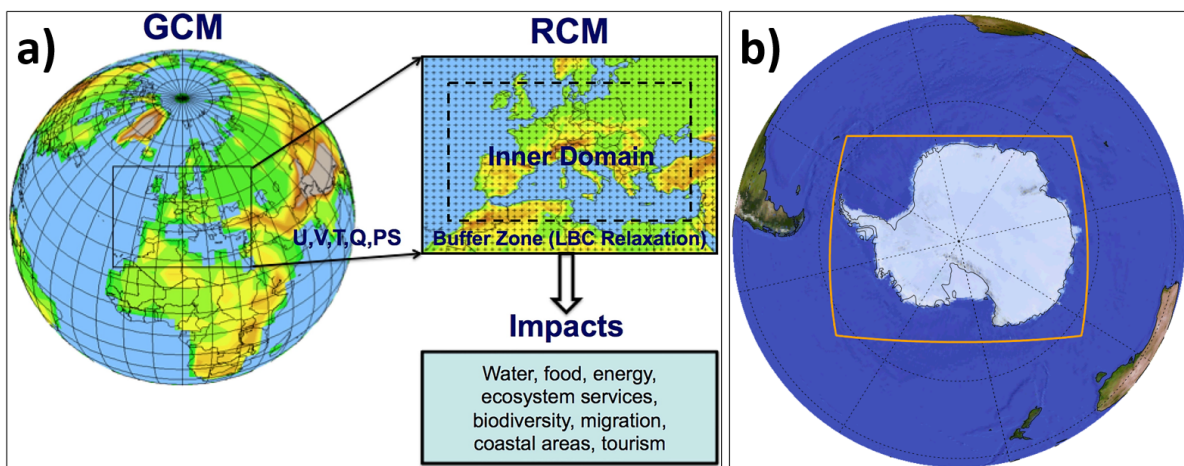 a)
GCM
RCM
Inner Domain
U,V,T,Q,PS
Buffer Zone (LBC Relaxation)
Impacts
Water, food, energy,
ecosystem services,
biodiversity, migration,
coastal areas, tourism
b)